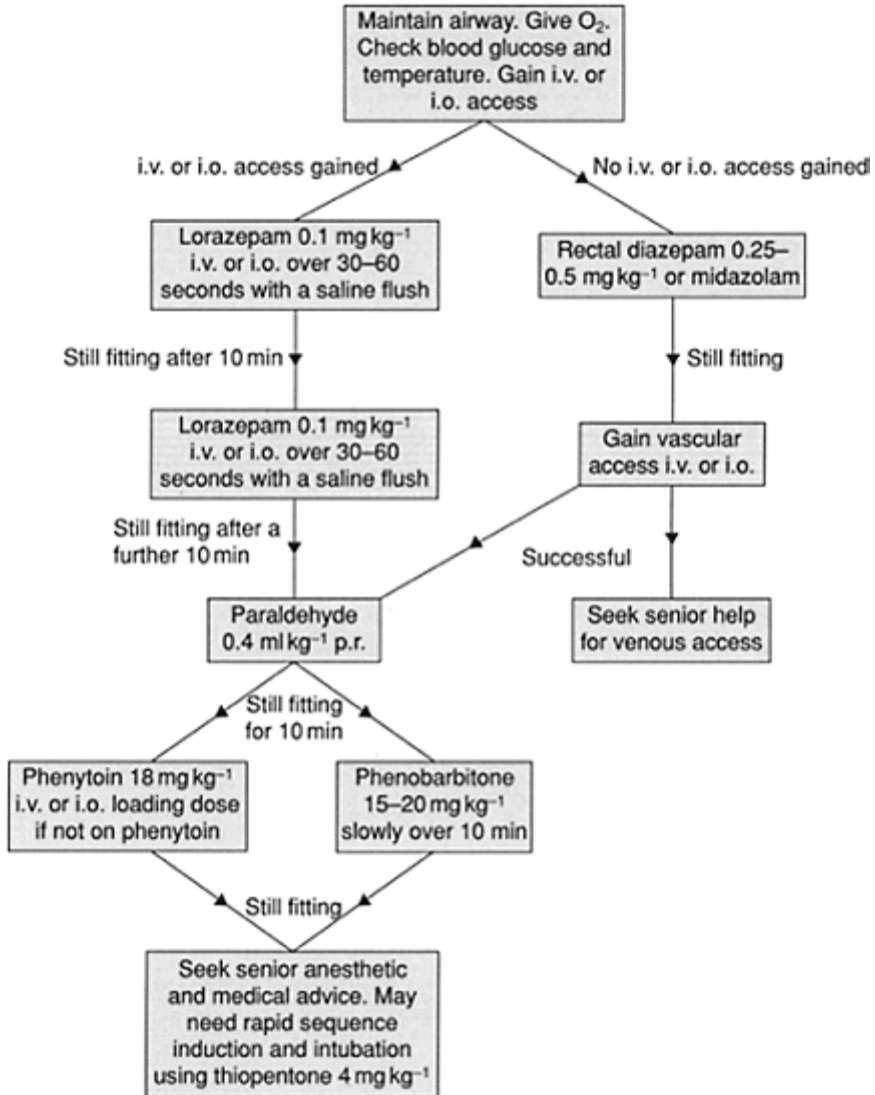 Maintain airway. Give O₂.
Check blood glucose and
temperature. Gain i.v. or
i.o. access
i.v. or i.o. access gained
No i.v. or i.o. access gained
Lorazepam 0.1 mg kg⁻¹
i.v. or i.o. over 30–60
seconds with a saline flush
Rectal diazepam 0.25–
0.5 mg kg⁻¹ or midazolam
Still fitting after 10 min
Still fitting
Lorazepam 0.1 mg kg⁻¹
i.v. or i.o. over 30–60
seconds with a saline flush
Gain vascular
access i.v. or i.o.
Still fitting after a
further 10 min
Successful
Paraldehyde
0.4 ml kg⁻¹ p.r.
Seek senior help
for venous access
Still fitting
for 10 min
Phenytoin 18 mg kg⁻¹
i.v. or i.o. loading dose
if not on phenytoin
Phenobarbitone
15–20 mg kg⁻¹
slowly over 10 min
Still fitting
Seek senior anesthetic
and medical advice. May
need rapid sequence
induction and intubation
using thiopentone 4 mg kg⁻¹